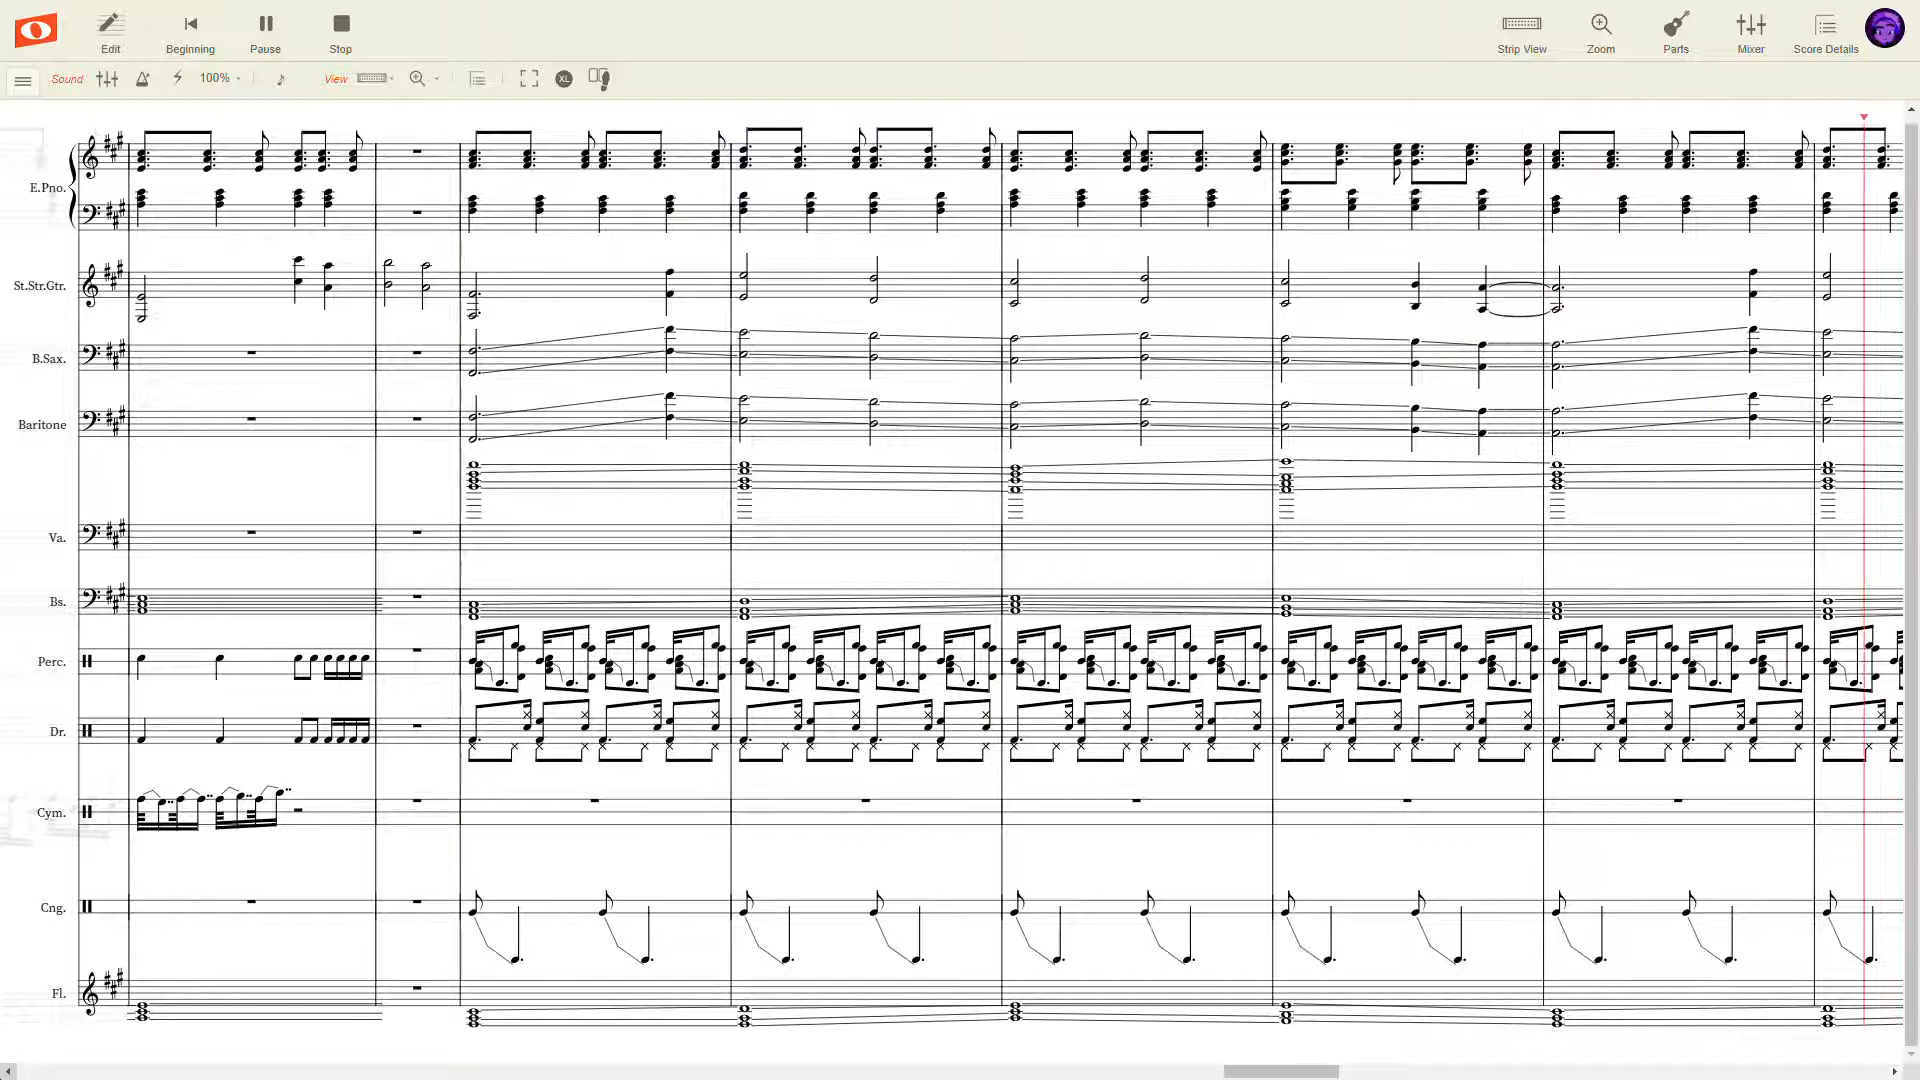 Edit Beginning Pause Stop Strip View Zoom Parts Mixer Score Details
Sound 100% View XL
E.Pno.
St.Str.Gtr.
B.Sax.
Baritone
Va.
Bs.
Perc.
Dr.
Cym.
Cng.
Fl.